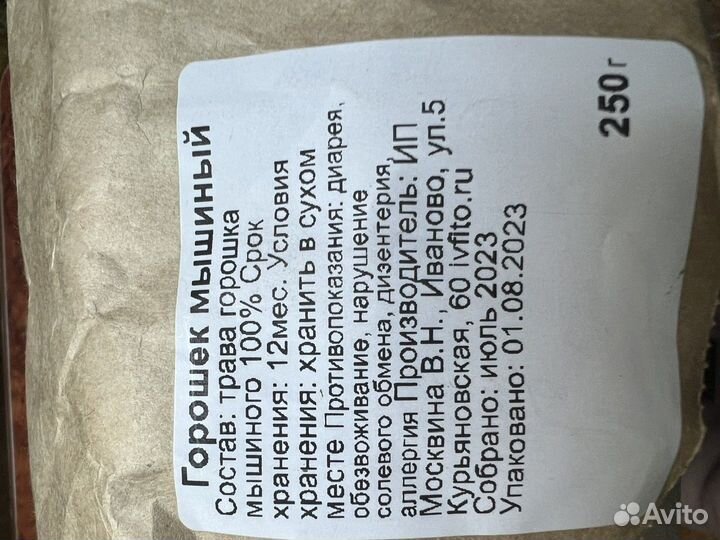 Горошек мышиный
Состав: трава горошка
мышиного 100% Срок
хранения: 12мес. Условия
хранения: хранить в сухом
месте Противопоказания: диарея,
обезвоживание, нарушение
солевого обмена, дизентерия,
аллергия Производитель: ИП
Москвина В.Н., Иваново, ул.5
Курьяновская, 60 ivfito.ru
Собрано: июль 2023
Упаковано: 01.08.2023
250 г
Avito